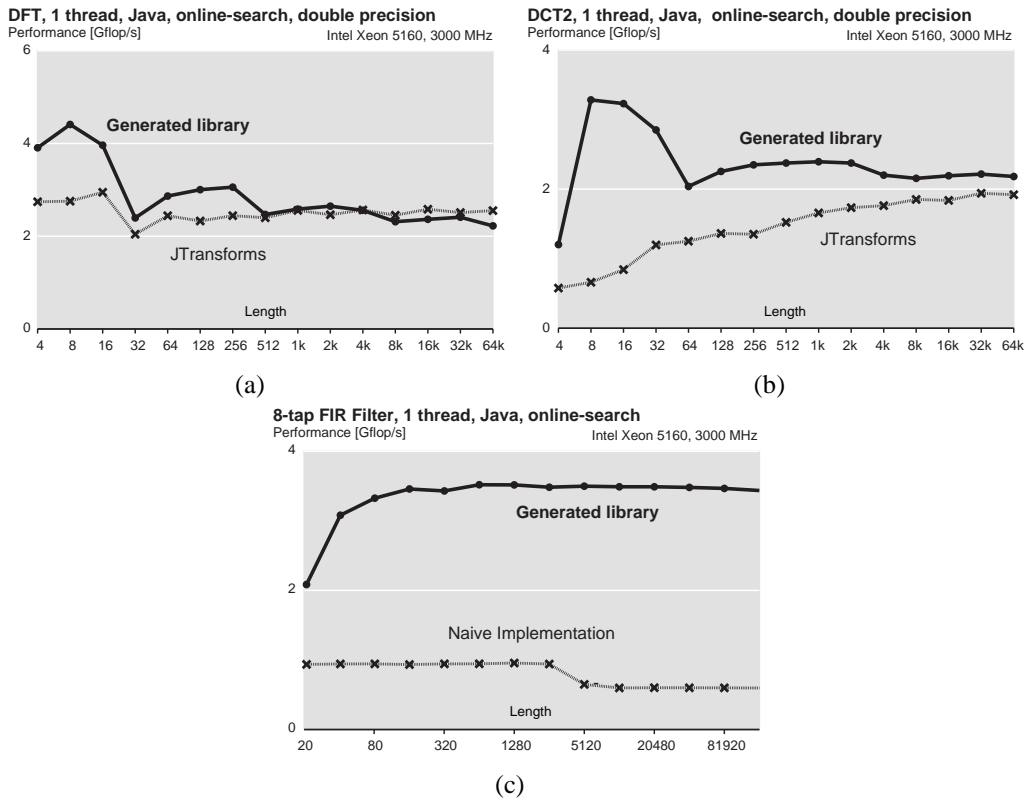 DFT, 1 thread, Java, online-search, double precision
Performance [Gflop/s]
Intel Xeon 5160, 3000 MHz
6
4
2
0
Generated library
JTransforms
Length
4 8 16 32 64 128 256 512 1k 2k 4k 8k 16k 32k 64k
(a)
DCT2, 1 thread, Java, online-search, double precision
Performance [Gflop/s]
Intel Xeon 5160, 3000 MHz
4
2
0
Generated library
JTransforms
Length
4 8 16 32 64 128 256 512 1k 2k 4k 8k 16k 32k 64k
(b)
8-tap FIR Filter, 1 thread, Java, online-search
Performance [Gflop/s]
Intel Xeon 5160, 3000 MHz
4
2
0
Generated library
Naive Implementation
Length
20 80 320 1280 5120 20480 81920
(c)